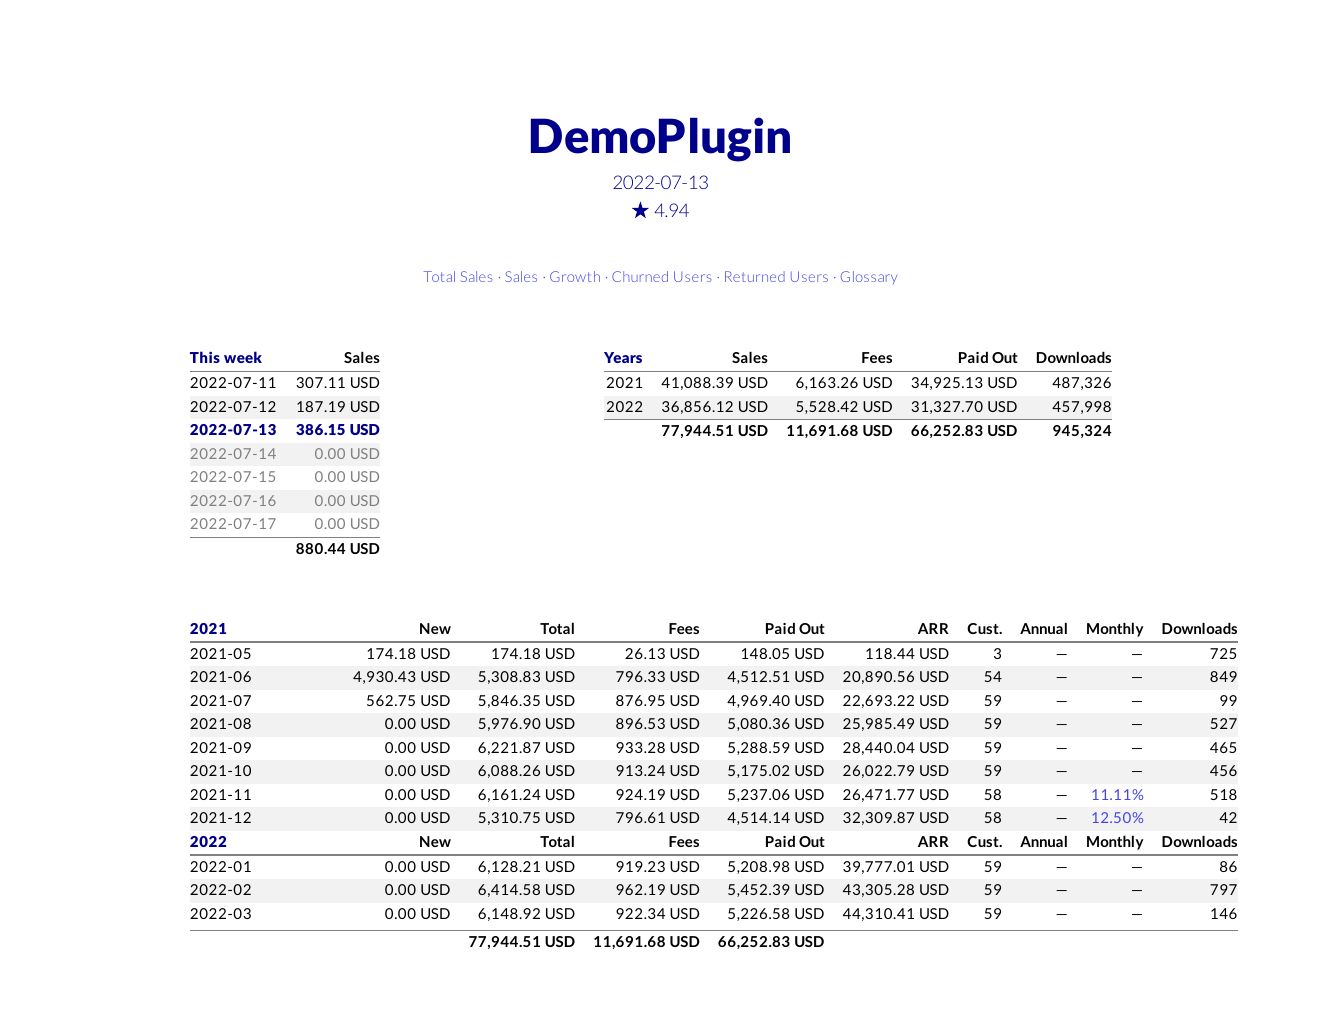 DemoPlugin
2022-07-13
★ 4.94
Total Sales · Sales · Growth · Churned Users · Returned Users · Glossary
This week Sales
2022-07-11 307.11 USD
2022-07-12 187.19 USD
2022-07-13 386.15 USD
2022-07-14 0.00 USD
2022-07-15 0.00 USD
2022-07-16 0.00 USD
2022-07-17 0.00 USD
880.44 USD
Years Sales Fees Paid Out Downloads
2021 41,088.39 USD 6,163.26 USD 34,925.13 USD 487,326
2022 36,856.12 USD 5,528.42 USD 31,327.70 USD 457,998
77,944.51 USD 11,691.68 USD 66,252.83 USD 945,324
2021 New Total Fees Paid Out ARR Cust. Annual Monthly Downloads
2021-05 174.18 USD 174.18 USD 26.13 USD 148.05 USD 118.44 USD 3 — — 725
2021-06 4,930.43 USD 5,308.83 USD 796.33 USD 4,512.51 USD 20,890.56 USD 54 — — 849
2021-07 562.75 USD 5,846.35 USD 876.95 USD 4,969.40 USD 22,693.22 USD 59 — — 99
2021-08 0.00 USD 5,976.90 USD 896.53 USD 5,080.36 USD 25,985.49 USD 59 — — 527
2021-09 0.00 USD 6,221.87 USD 933.28 USD 5,288.59 USD 28,440.04 USD 59 — — 465
2021-10 0.00 USD 6,088.26 USD 913.24 USD 5,175.02 USD 26,022.79 USD 59 — — 456
2021-11 0.00 USD 6,161.24 USD 924.19 USD 5,237.06 USD 26,471.77 USD 58 — 11.11% 518
2021-12 0.00 USD 5,310.75 USD 796.61 USD 4,514.14 USD 32,309.87 USD 58 — 12.50% 42
2022 New Total Fees Paid Out ARR Cust. Annual Monthly Downloads
2022-01 0.00 USD 6,128.21 USD 919.23 USD 5,208.98 USD 39,777.01 USD 59 — — 86
2022-02 0.00 USD 6,414.58 USD 962.19 USD 5,452.39 USD 43,305.28 USD 59 — — 797
2022-03 0.00 USD 6,148.92 USD 922.34 USD 5,226.58 USD 44,310.41 USD 59 — — 146
77,944.51 USD 11,691.68 USD 66,252.83 USD